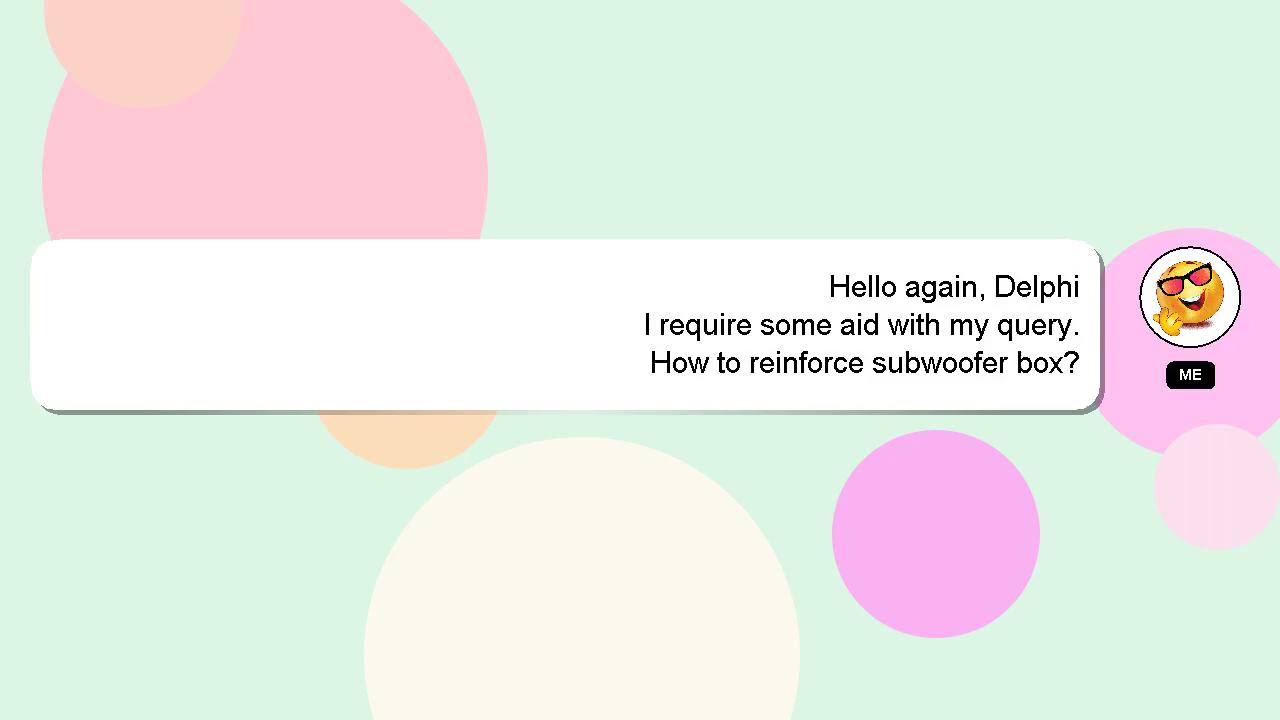 Hello again, Delphi
I require some aid with my query.
How to reinforce subwoofer box?
ME